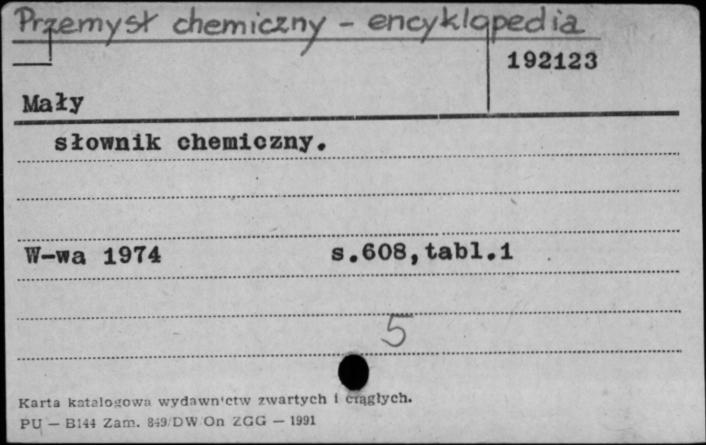 Przemysł chemiczny - encyklopedia
192123
Mały
słownik chemiczny.
W-wa 1974 s.608,tabl.1
5
Karta katalogowa wydawnictw zwartych i ciągłych.
PU — B144 Zam. 849/DW/On ZGG — 1991